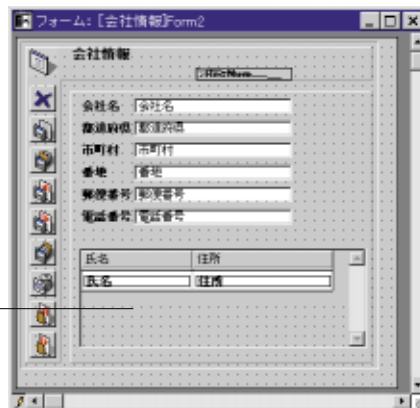 フォーム:[会社情報]Form2
会社情報
会社名 会社名
都道府県 都道府県
市町村 市町村
番地 番地
郵便番号 郵便番号
電話番号 電話番号
氏名 住所
氏名 住所